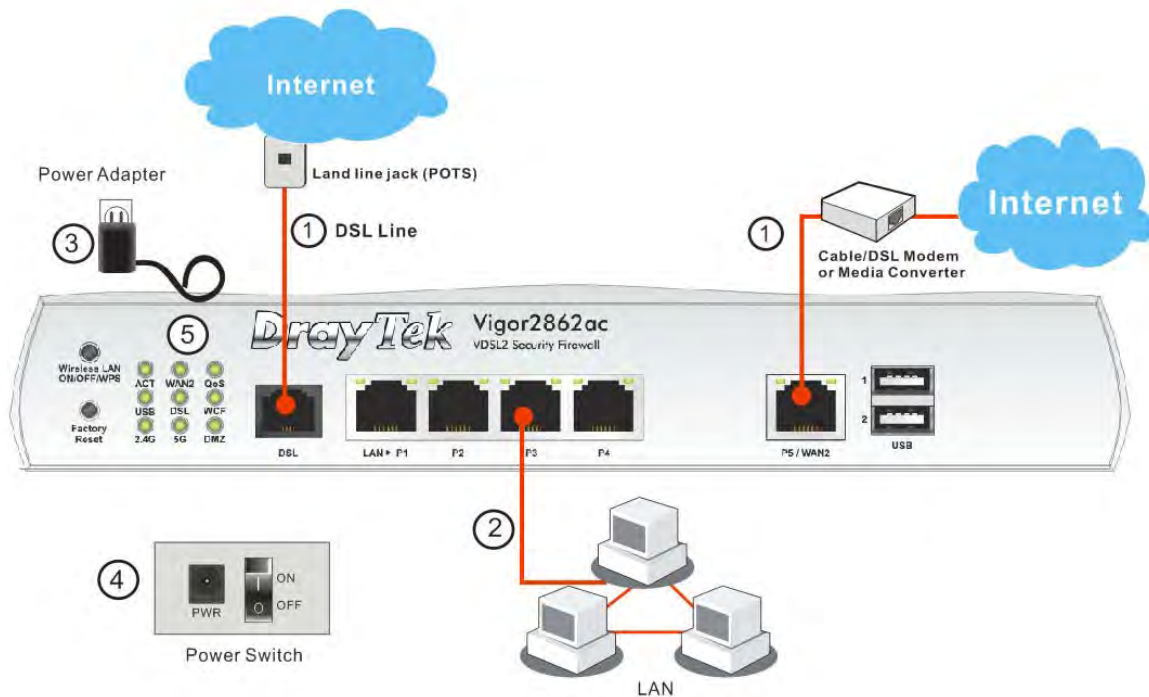 Internet
Internet
Power Adapter
Land line jack (POTS)
3
1 DSL Line
1
Cable/DSL Modem
or Media Converter
5
DrayTek Vigor2862ac
VDSL2 Security Firewall
Wireless LAN
ON/OFF/WPS
ACT WAN2 QoS
USB DSL WCF
2.4G 5G DMZ
Factory
Reset
DSL LAN▶ P1 P2 P3 P4 P5 / WAN2
1
2
USB
2
4
PWR
ON
OFF
Power Switch
LAN